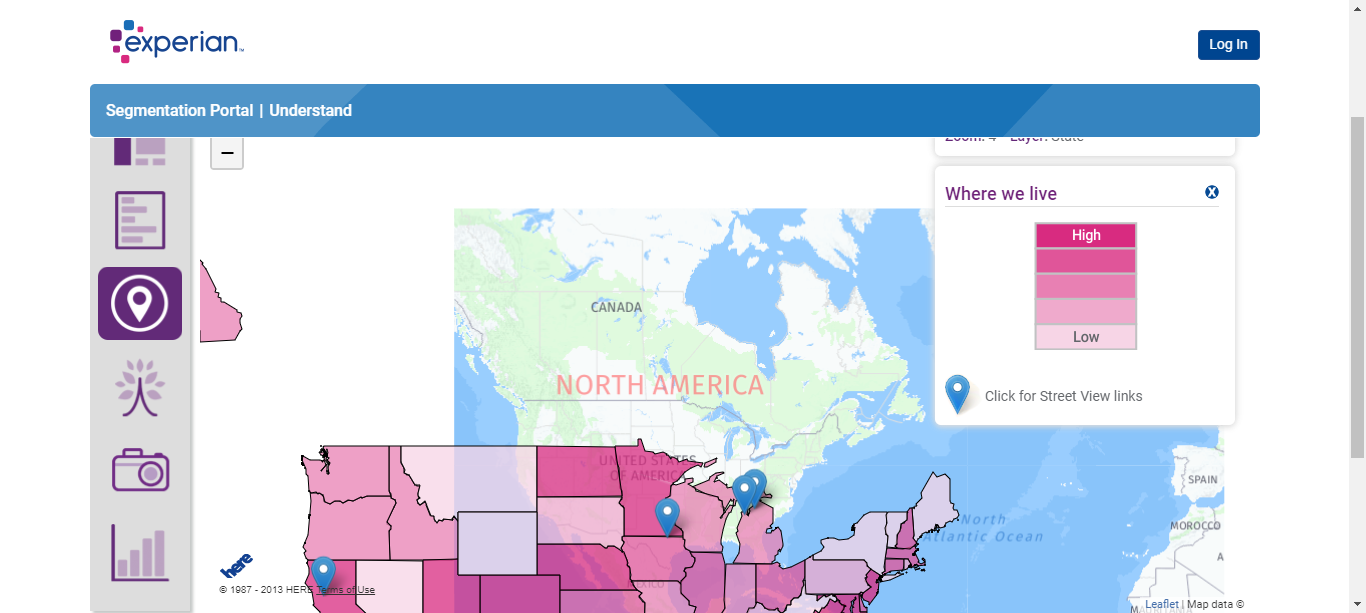 experian™
Log In
Segmentation Portal | Understand
−
Zoom: 4 Layer: State
Where we live
X
High
Low
Click for Street View links
CANADA
NORTH AMERICA
UNITED STATES
OF AMERICA
SPAIN
MOROCCO
North
Atlantic Ocean
here
© 1987 - 2013 HERE Terms of Use
Leaflet | Map data ©